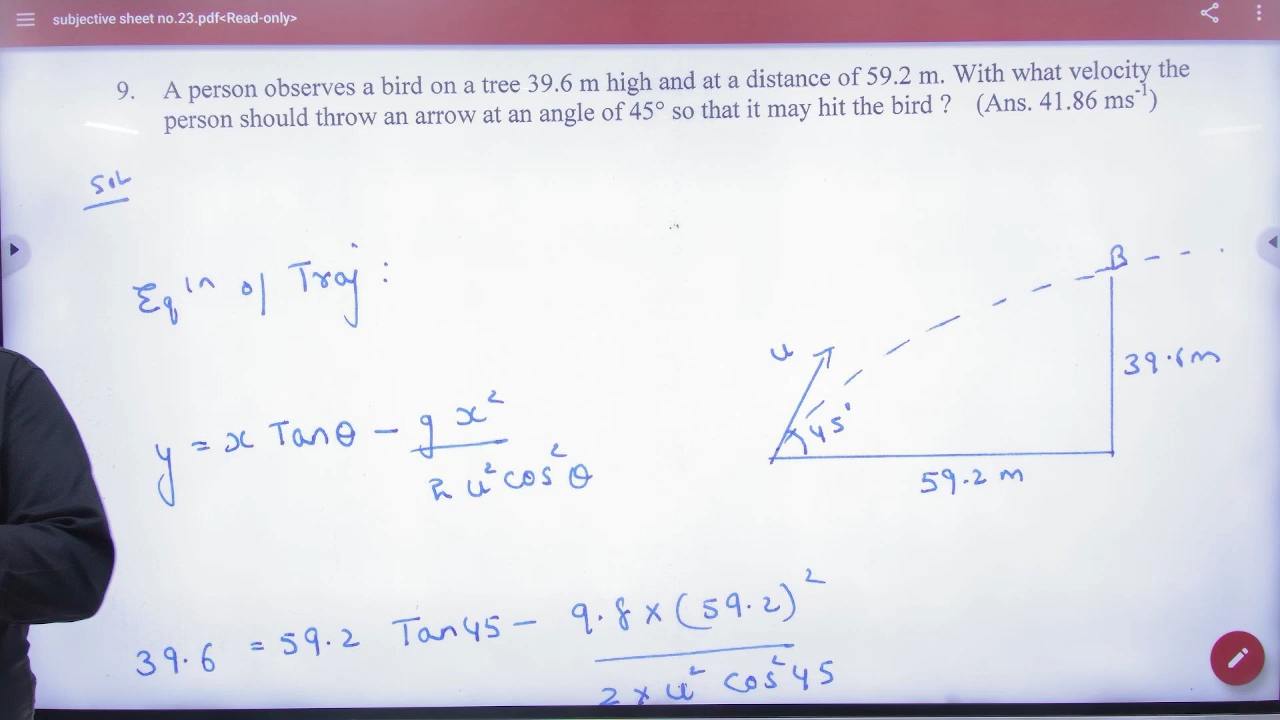 subjective sheet no.23.pdf<Read-only>
9. A person observes a bird on a tree 39.6 m high and at a distance of 59.2 m. With what velocity the
person should throw an arrow at an angle of 45° so that it may hit the bird ? (Ans. 41.86 ms⁻¹)
Sol
Eqⁱⁿ of Traj :
y = x Tanθ - g x² / 2 u² cos² θ
B
u
45°
39.6m
59.2 m
39.6 = 59.2 Tan45 - 9.8 x (59.2)² / 2 x u² cos² 45